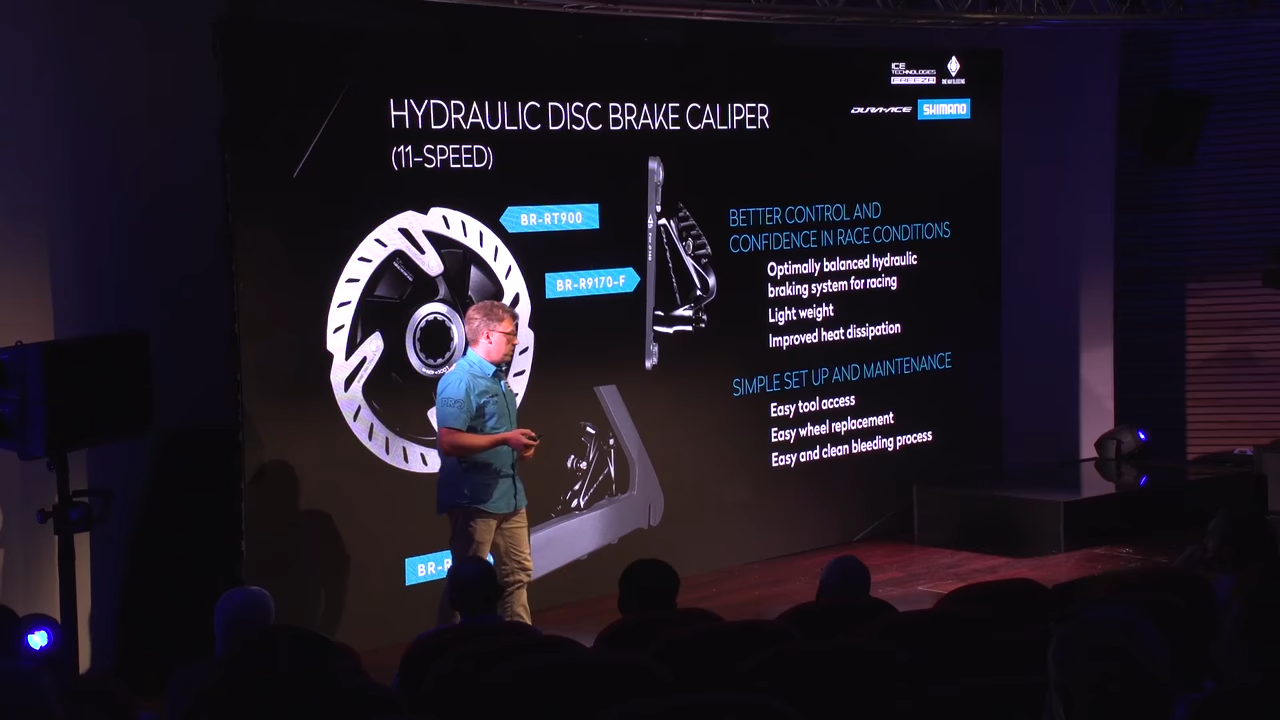 ICE
TECHNOLOGIES
FREEZA
DURA-ACE
SHIMANO
HYDRAULIC DISC BRAKE CALIPER
(11-SPEED)
BR-RT900
BR-R9170-F
BETTER CONTROL AND
CONFIDENCE IN RACE CONDITIONS
Optimally balanced hydraulic
braking system for racing
Light weight
Improved heat dissipation
SIMPLE SET UP AND MAINTENANCE
Easy tool access
Easy wheel replacement
Easy and clean bleeding process
PRO